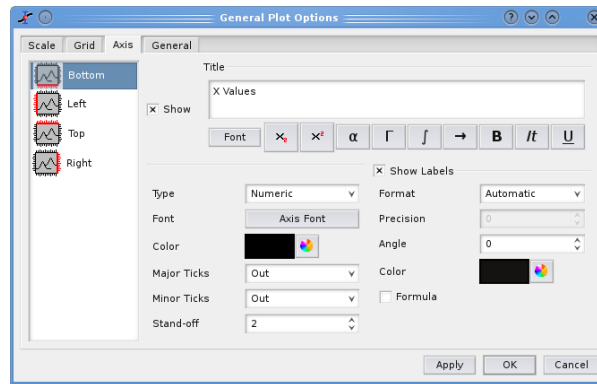 General Plot Options
Scale Grid Axis General
Bottom
Left
Top
Right
Title
X Values
Show
Font X₂ X² α Γ ∫ → B It U
Show Labels
Type Numeric
Format Automatic
Font Axis Font
Precision 0
Color
Angle 0
Major Ticks Out
Color
Minor Ticks Out
Formula
Stand-off 2
Apply OK Cancel